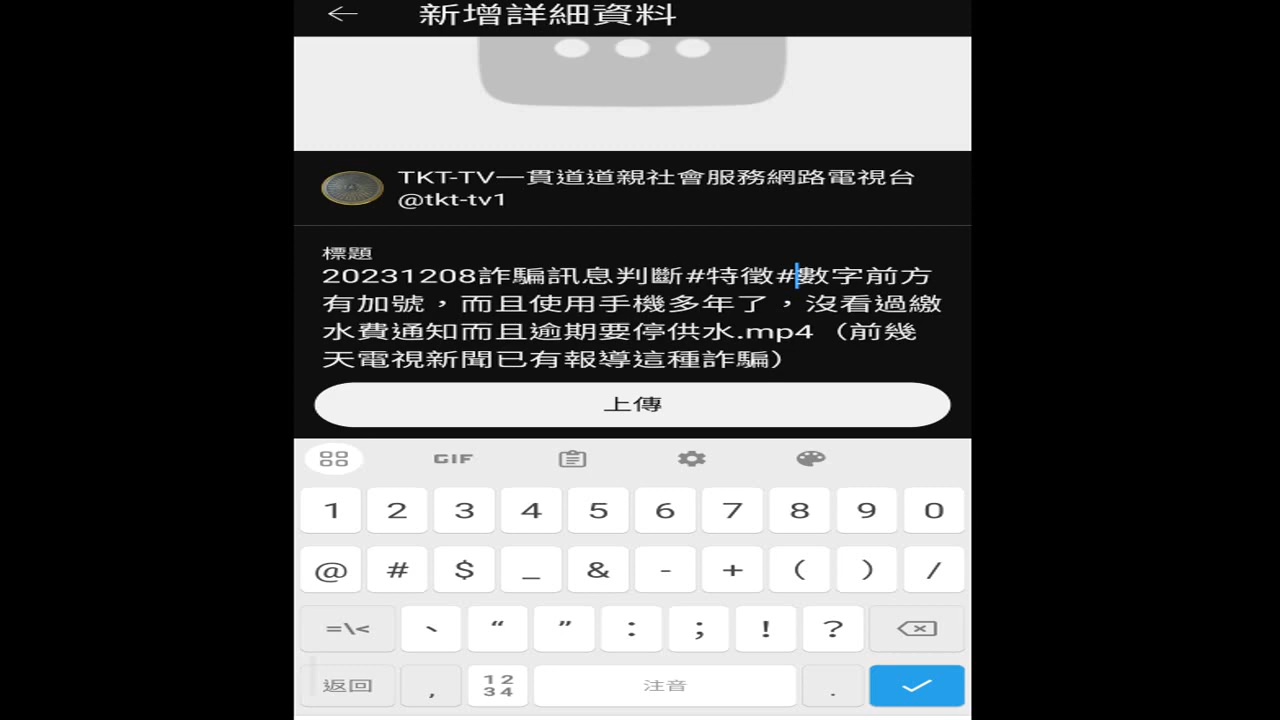 新增詳細資料
TKT-TV—貫道道親社會服務網路電視台
@tkt-tv1
標題
20231208詐騙訊息判斷#特徵#數字前方
有加號，而且使用手機多年了，沒看過繳
水費通知而且逾期要停供水.mp4（前幾
天電視新聞已有報導這種詐騙）
上傳
GIF
1 2 3 4 5 6 7 8 9 0
@ # $ _ & - + ( ) /
=\< 、 “ ” : ; ! ?
返回 , 12 34 注音 .